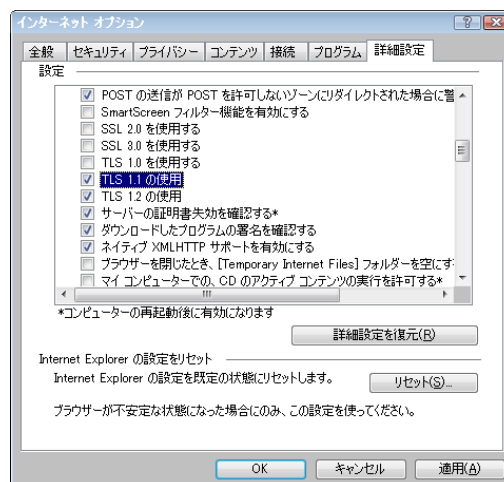 インターネット オプション
全般 セキュリティ プライバシー コンテンツ 接続 プログラム 詳細設定
設定
POST の送信が POST を許可しないゾーンにリダイレクトされた場合に警
SmartScreen フィルター機能を有効にする
SSL 2.0 を使用する
SSL 3.0 を使用する
TLS 1.0 を使用する
TLS 1.1 の使用
TLS 1.2 の使用
サーバーの証明書失効を確認する*
ダウンロードしたプログラムの署名を確認する
ネイティブ XMLHTTP サポートを有効にする
ブラウザーを閉じたとき、[Temporary Internet Files] フォルダーを空にす
マイ コンピューターでの、CD のアクティブ コンテンツの実行を許可する*
*コンピューターの再起動後に有効になります
詳細設定を復元(R)
Internet Explorer の設定をリセット
Internet Explorer の設定を既定の状態にリセットします。
リセット(S)...
ブラウザーが不安定な状態になった場合にのみ、この設定を使ってください。
OK キャンセル 適用(A)